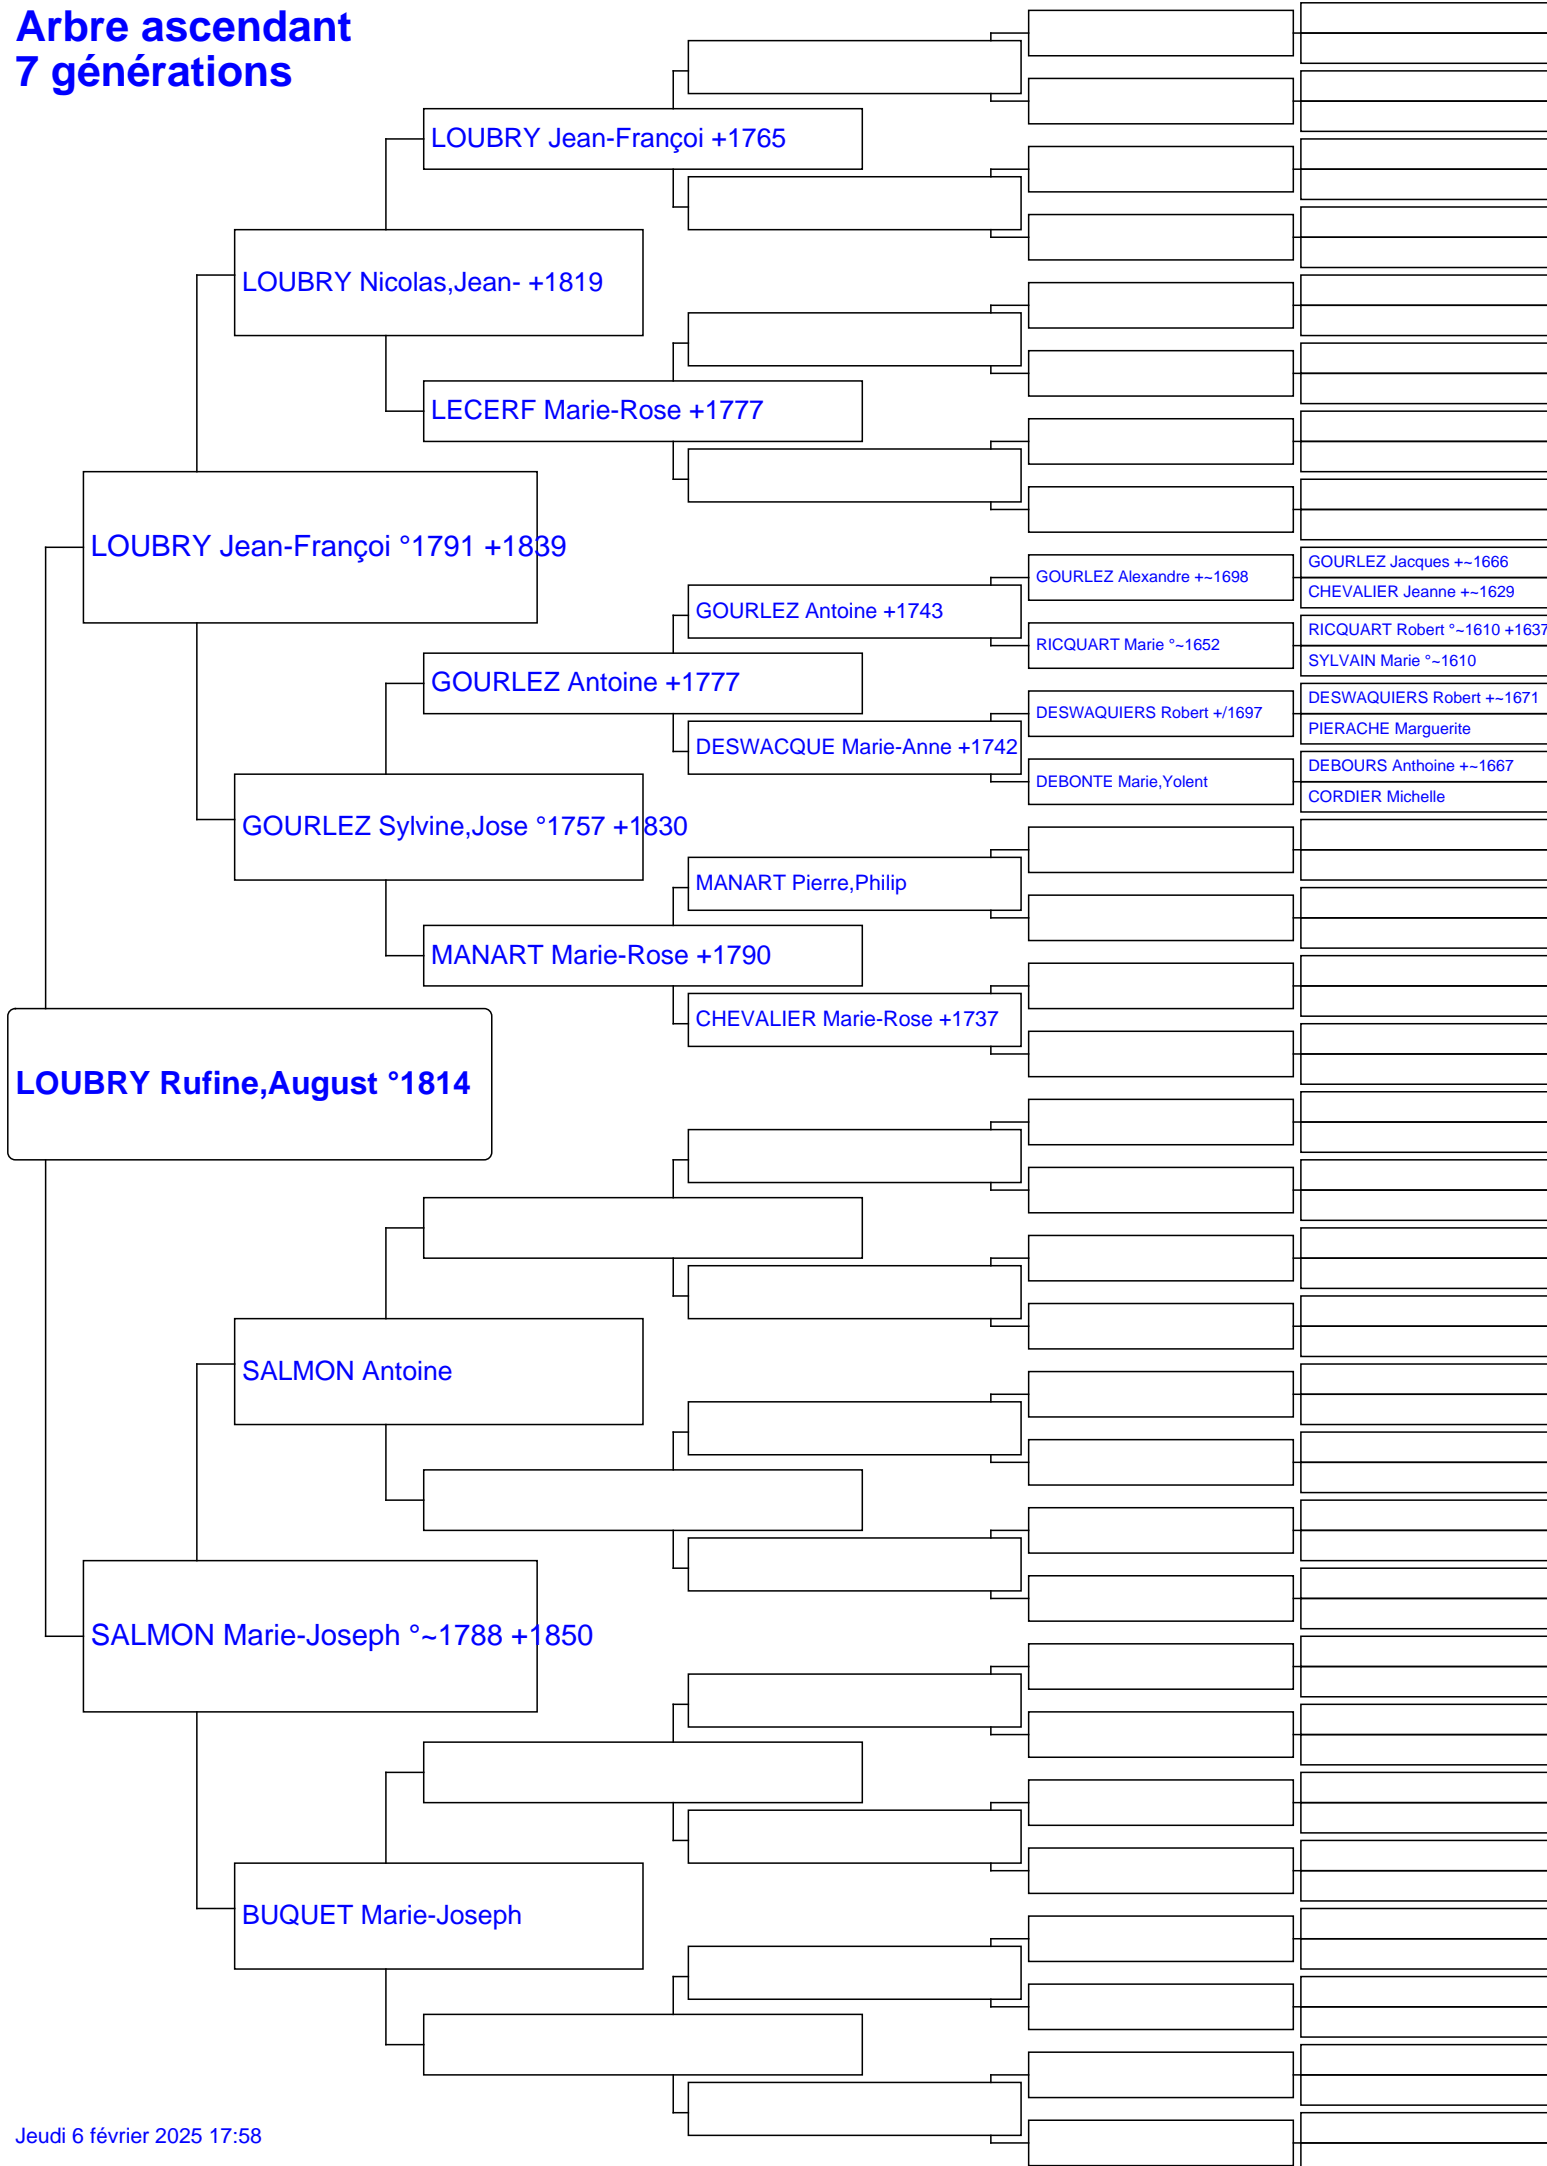 Arbre ascendant
7 générations
LOUBRY Jean-Françoi +1765
LOUBRY Nicolas,Jean- +1819
LECERF Marie-Rose +1777
LOUBRY Jean-Françoi °1791 +1839
GOURLEZ Jacques +~1666
GOURLEZ Alexandre +~1698
CHEVALIER Jeanne +~1629
GOURLEZ Antoine +1743
RICQUART Robert °~1610 +1637
RICQUART Marie °~1652
SYLVAIN Marie °~1610
GOURLEZ Antoine +1777
DESWAQUIERS Robert +~1671
DESWAQUIERS Robert +/1697
PIERACHE Marguerite
DESWACQUE Marie-Anne +1742
DEBOURS Anthoine +~1667
DEBONTE Marie,Yolent
CORDIER Michelle
GOURLEZ Sylvine,Jose °1757 +1830
MANART Pierre,Philip
MANART Marie-Rose +1790
CHEVALIER Marie-Rose +1737
LOUBRY Rufine,August °1814
SALMON Antoine
SALMON Marie-Joseph °~1788 +1850
BUQUET Marie-Joseph
Jeudi 6 février 2025 17:58